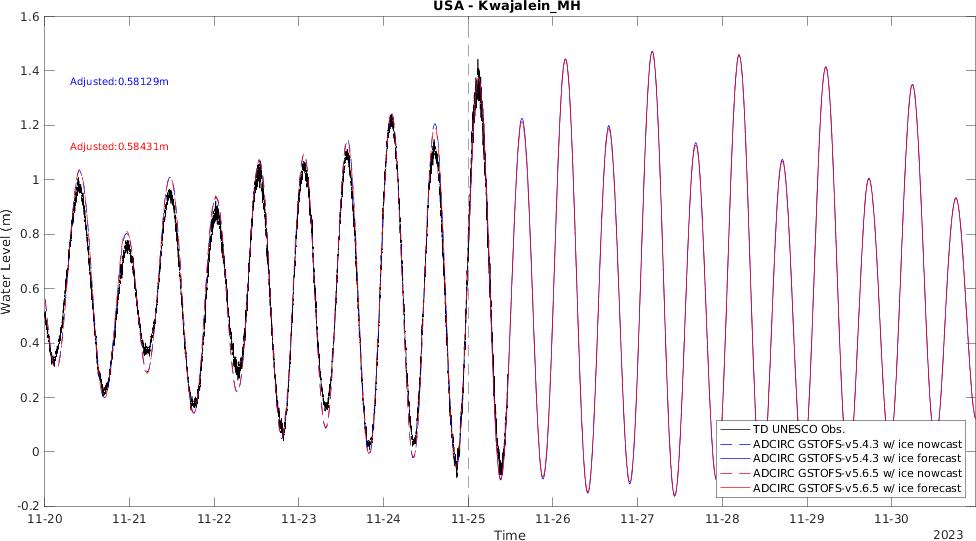 USA - Kwajalein_MH
1.6
1.4
1.2
1
0.8
0.6
0.4
0.2
0
-0.2
Water Level (m)
Adjusted:0.58129m
Adjusted:0.58431m
TD UNESCO Obs.
ADCIRC GSTOFS-v5.4.3 w/ ice nowcast
ADCIRC GSTOFS-v5.4.3 w/ ice forecast
ADCIRC GSTOFS-v5.6.5 w/ ice nowcast
ADCIRC GSTOFS-v5.6.5 w/ ice forecast
11-20 11-21 11-22 11-23 11-24 11-25 11-26 11-27 11-28 11-29 11-30
Time
2023